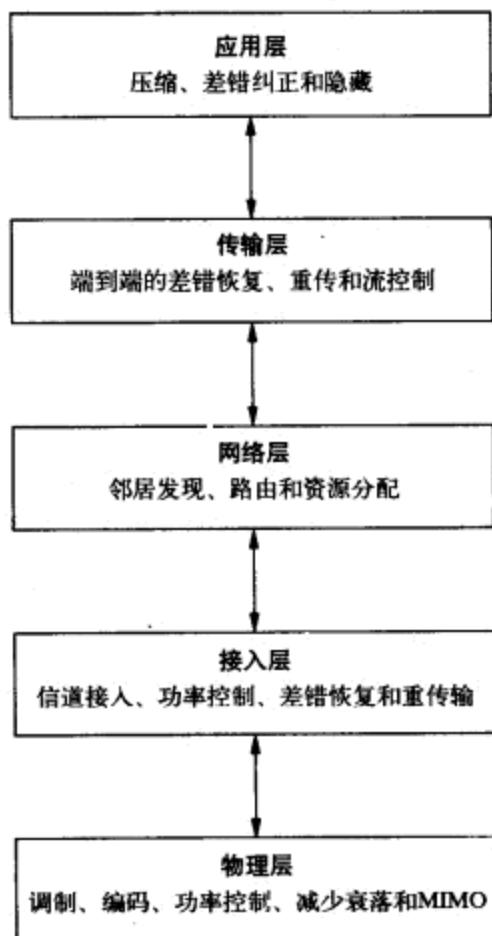 应用层
压缩、差错纠正和隐藏
传输层
端到端的差错恢复、重传和流控制
网络层
邻居发现、路由和资源分配
接入层
信道接入、功率控制、差错恢复和重传输
物理层
调制、编码、功率控制、减少衰落和MIMO